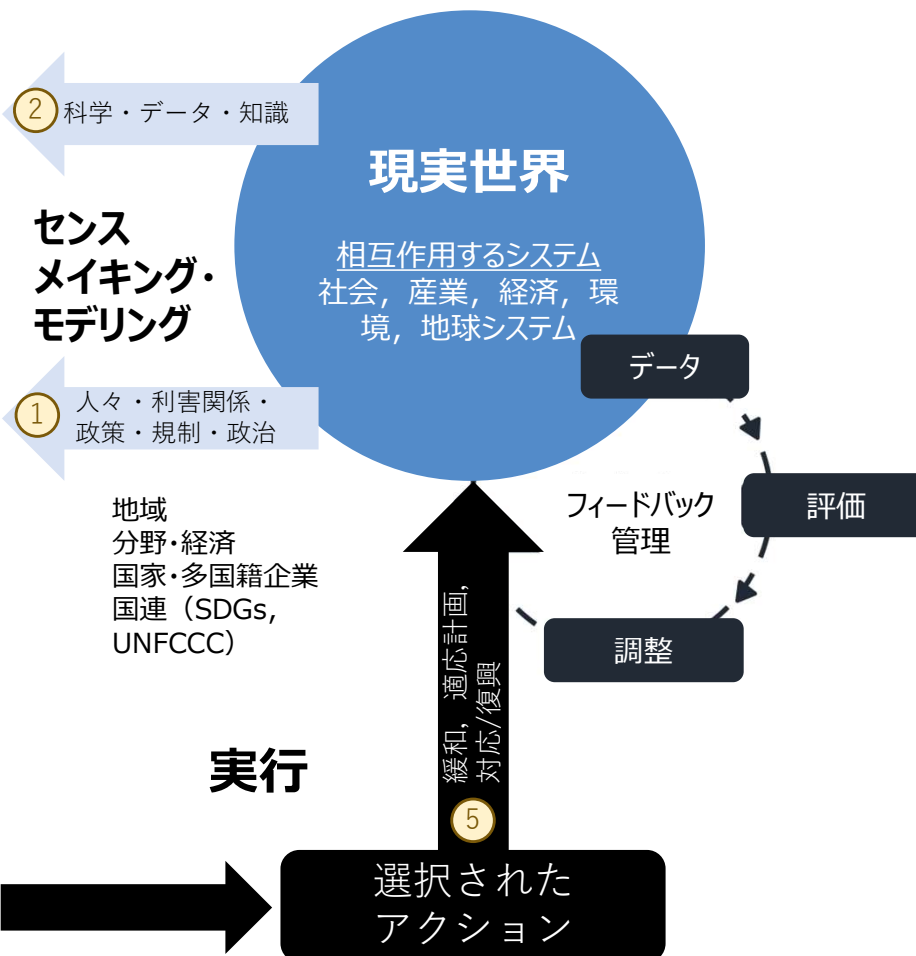 2
科学・データ・知識
現実世界
相互作用するシステム
社会，産業，経済，環
境，地球システム
センス
メイキング・
モデリング
1
人々・利害関係・
政策・規制・政治
地域
分野・経済
国家・多国籍企業
国連（SDGs,
UNFCCC）
データ
評価
調整
フィードバック
管理
実行
緩和，適応計画，
対応/復興
5
選択された
アクション